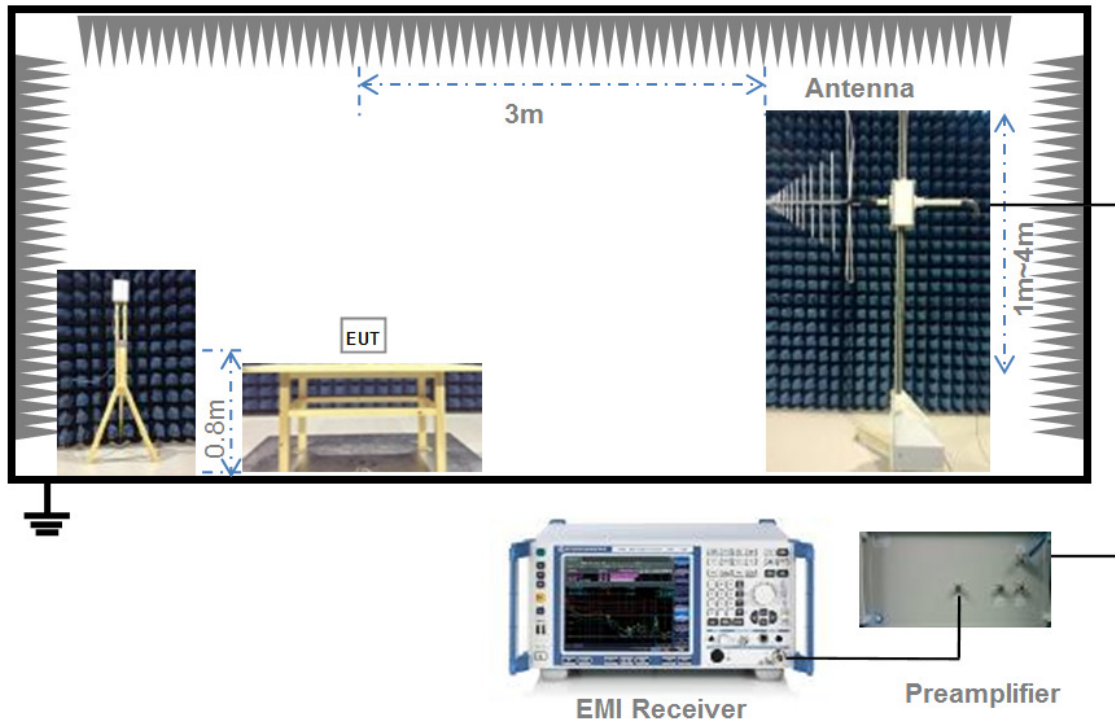 3m
Antenna
1m~4m
EUT
0.8m
EMI Receiver
Preamplifier